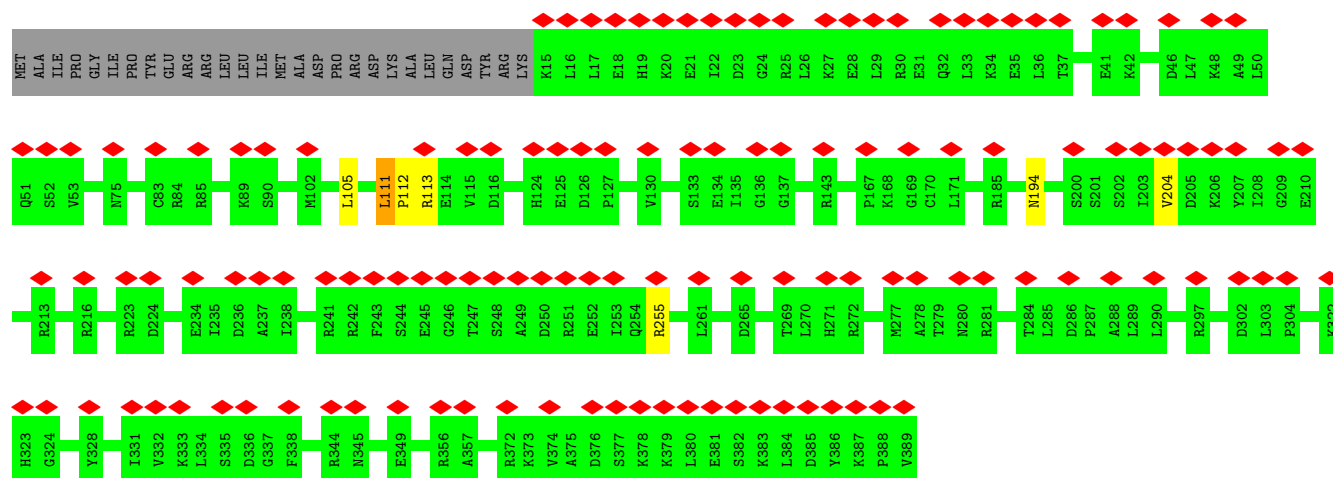 MET ALA ILE PRO GLY ILE PRO TYR GLU ARG ARG LEU LEU ILE MET ALA ASP PRO ARG ASP LYS ALA LEU GLN ASP TYR ARG LYS K15 L16 L17 E18 H19 K20 E21 I22 D23 G24 R25 L26 K27 E28 L29 R30 E31 Q32 L33 K34 E35 L36 T37 E41 K42 D46 L47 K48 A49 L50
Q51 S52 V53 N75 C83 R84 R85 K89 S90 M102 L105 L111 P112 R113 E114 V115 D116 H124 E125 D126 P127 V130 S133 E134 I135 G136 G137 R143 P167 K168 G169 C170 L171 R185 N194 S200 S201 S202 I203 V204 D205 K206 Y207 I208 G209 E210
R213 R216 R223 D224 E234 I235 D236 A237 I238 R241 R242 F243 S244 E245 G246 T247 S248 A249 D250 R251 E252 I253 Q254 R255 L261 D265 T269 L270 H271 R272 M277 A278 T279 N280 R281 T284 L285 D286 P287 A288 L289 L290 R297 D302 L303 P304
H323 G324 Y328 I331 V332 K333 L334 S335 D336 G337 F338 R344 N345 E349 R356 A357 R372 K373 V374 A375 D376 S377 K378 K379 L380 E381 S382 K383 L384 D385 Y386 K387 P388 V389